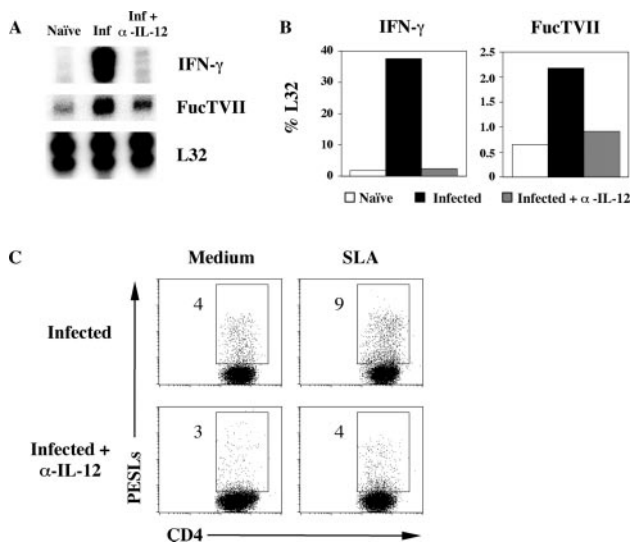 A
Naïve Inf Inf +
α-IL-12
IFN-γ
FucTVII
L32
B
IFN-γ
FucTVII
% L32
40
30
20
10
0
2.5
2.0
1.5
1.0
0.5
0
Naïve Infected Infected + α-IL-12
C
Medium SLA
Infected
4
9
Infected +
α-IL-12
3
4
PESLs
CD4